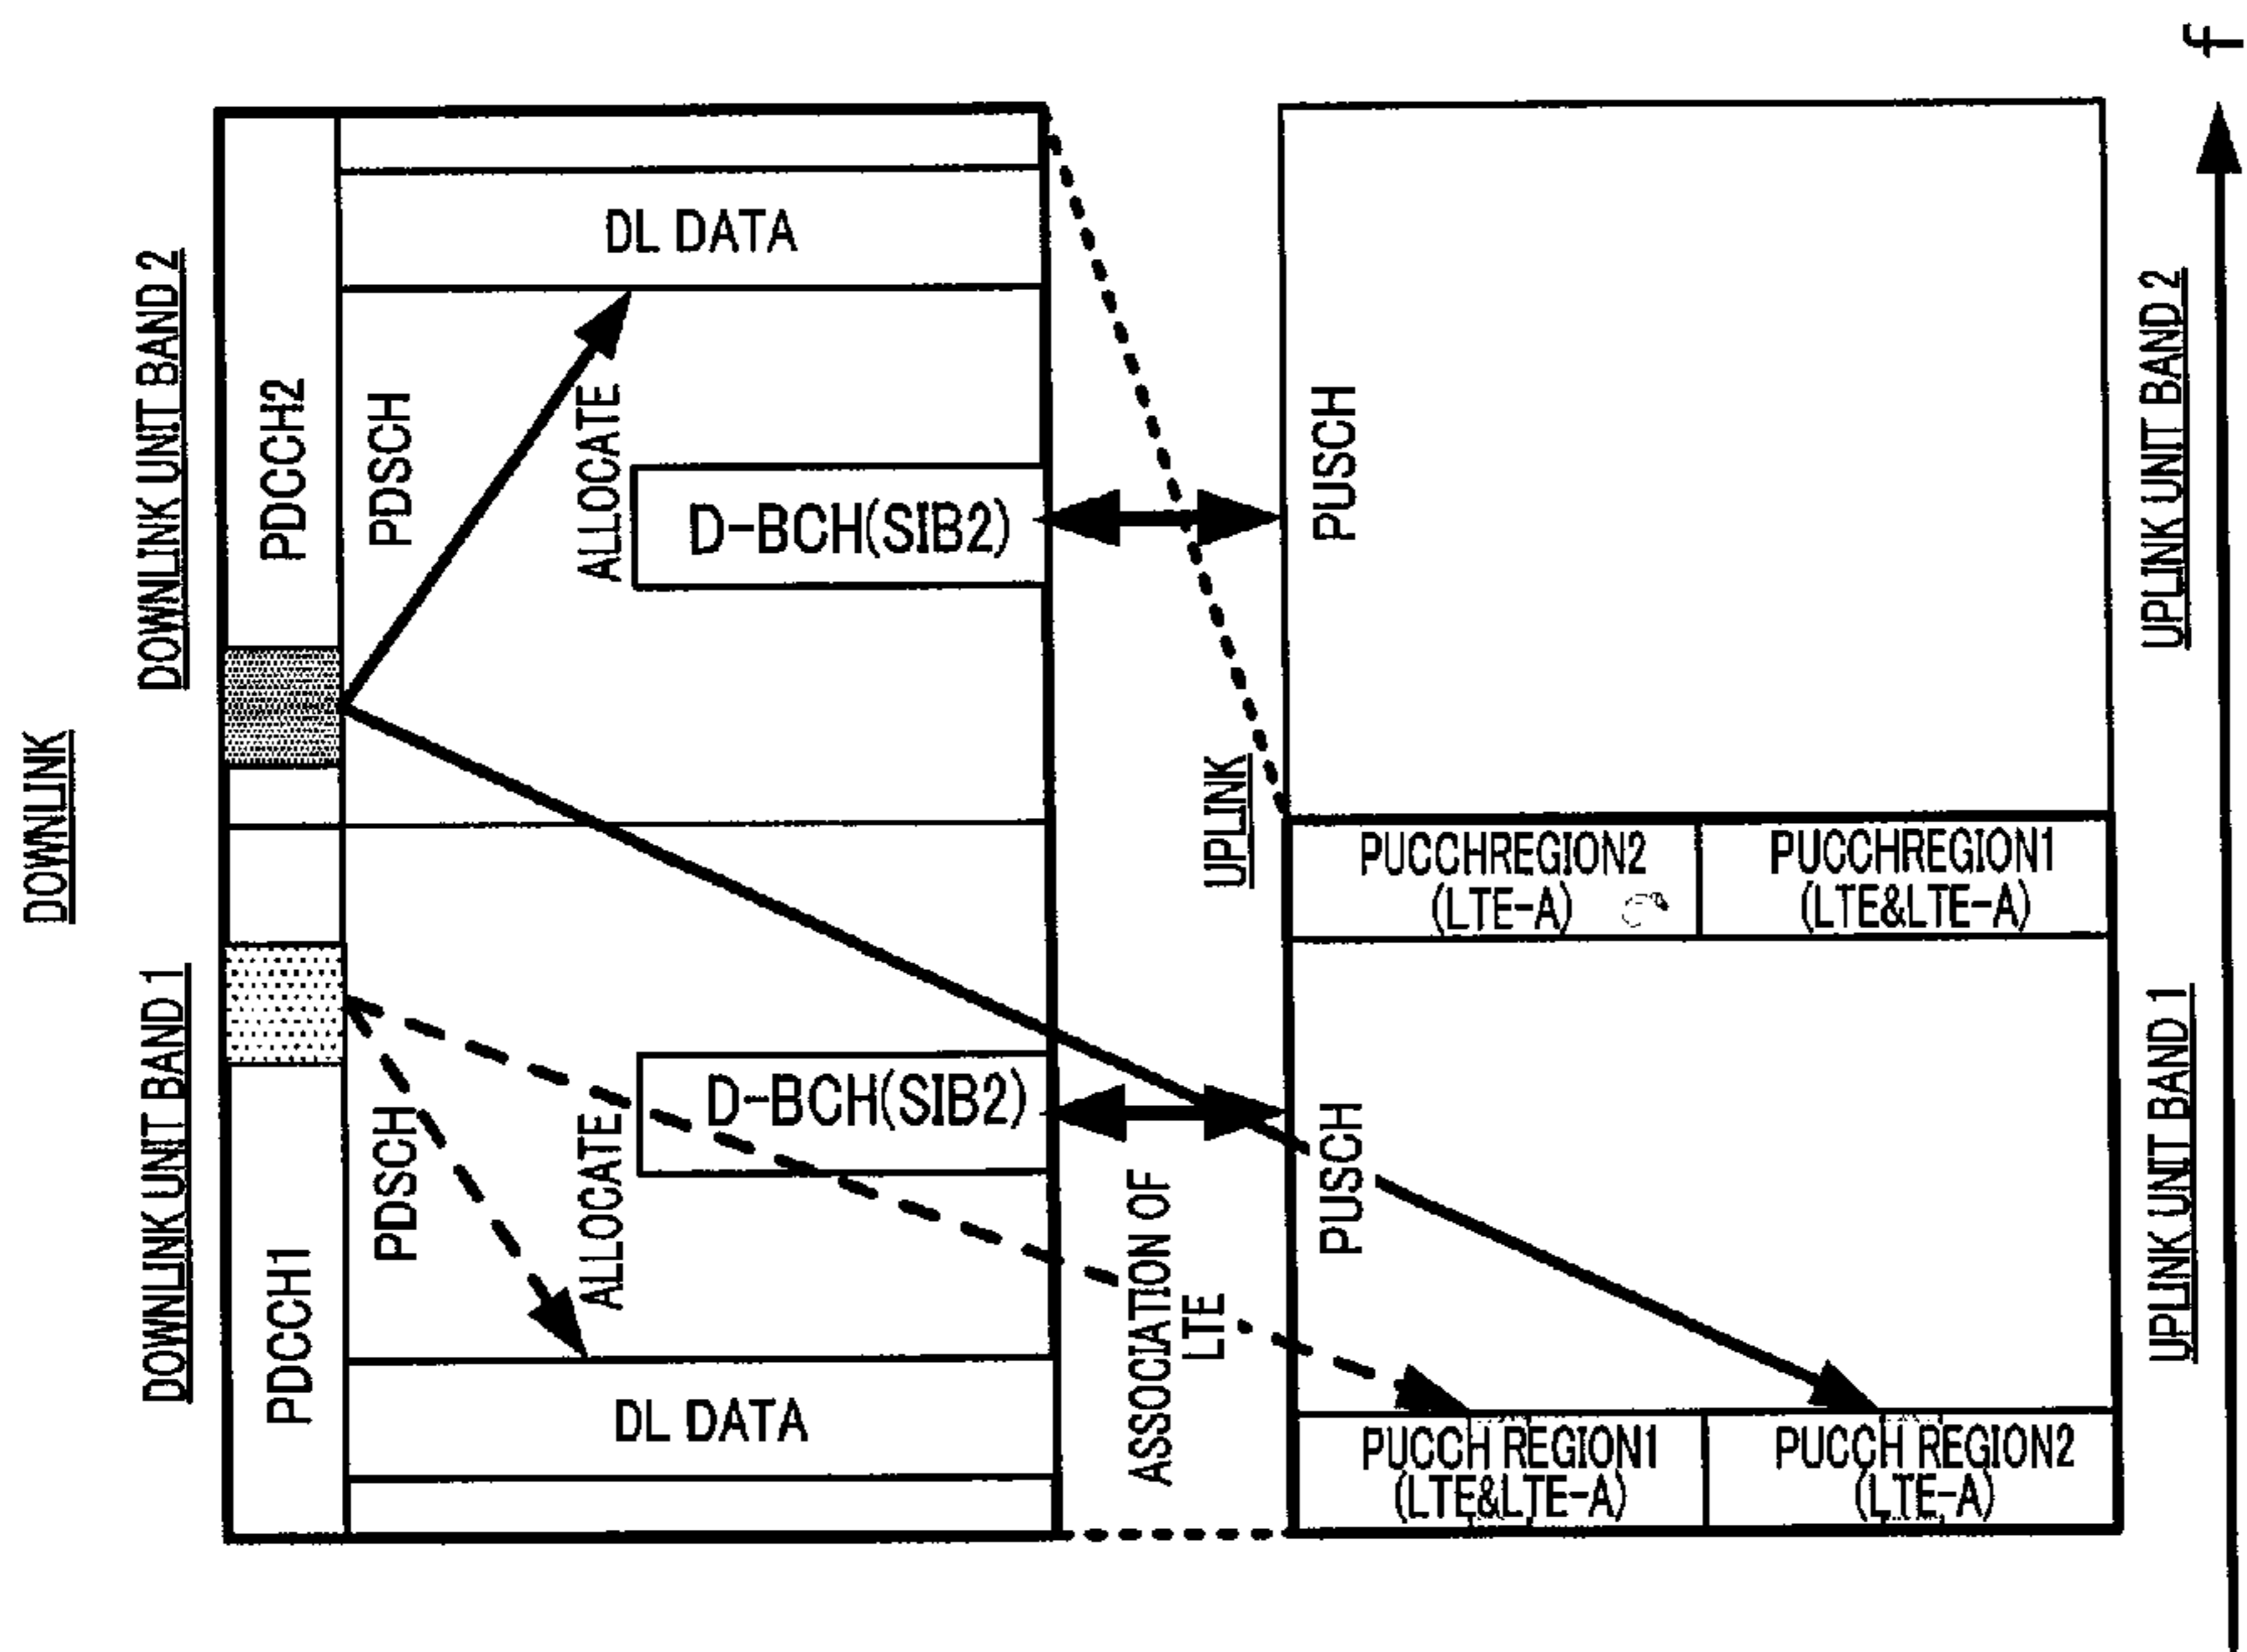 DOWNLINK
DOWNLINK UNIT BAND 1
DOWNLINK UNIT BAND 2
PDCCH1
PDCCH2
PDSCH
PDSCH
ALLOCATE
ALLOCATE
DL DATA
D-BCH(SIB2)
D-BCH(SIB2)
DL DATA
ASSOCIATION OF
LTE
UPLINK
PUSCH
PUSCH
PUCCH REGION1
(LTE&LTE-A)
PUCCH REGION2
(LTE-A)
PUCCHREGION2
(LTE-A)
PUCCHREGION1
(LTE&LTE-A)
UPLINK UNIT BAND 1
UPLINK UNIT BAND 2
f